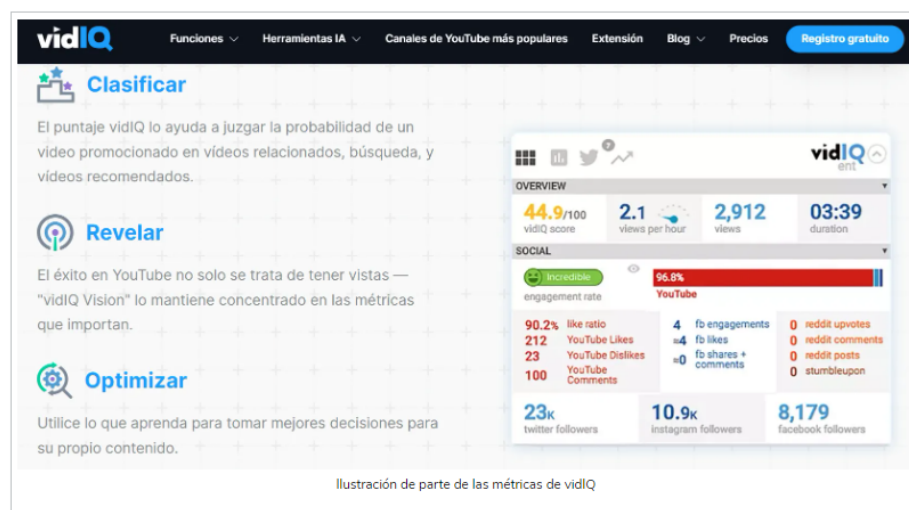 vidIQ
Funciones Herramientas IA Canales de YouTube más populares Extensión Blog Precios Registro gratuito
Clasificar
El puntaje vidIQ lo ayuda a juzgar la probabilidad de un
video promocionado en vídeos relacionados, búsqueda, y
vídeos recomendados.
Revelar
El éxito en YouTube no solo se trata de tener vistas —
"vidIQ Vision" lo mantiene concentrado en las métricas
que importan.
Optimizar
Utilice lo que aprenda para tomar mejores decisiones para
su propio contenido.
? vidIQ
ent
OVERVIEW
44.9/100 2.1 2,912 03:39
vidIQ score views per hour views duration
SOCIAL
incredible 96.8%
engagement rate YouTube
90.2% like ratio 4 fb engagements 0 reddit upvotes
212 YouTube Likes =4 fb likes 0 reddit comments
23 YouTube Dislikes =0 fb shares + comments 0 reddit posts
100 YouTube Comments 0 stumbleupon
23K 10.9K 8,179
twitter followers instagram followers facebook followers
Ilustración de parte de las métricas de vidIQ